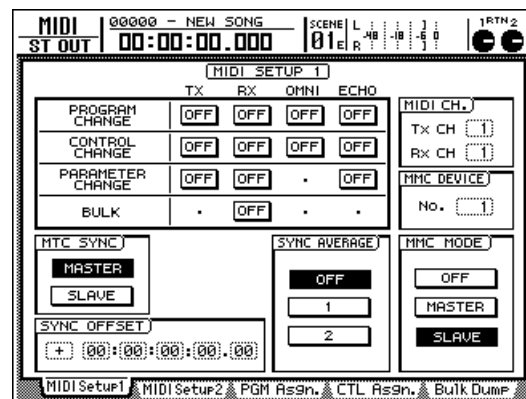 MIDI 00000 - NEW SONG SCENE L 1RTN2
ST OUT 00:00:00.000 01E R -48 -18 -6 0
MIDI SETUP 1
TX RX OMNI ECHO
PROGRAM CHANGE OFF OFF OFF OFF
CONTROL CHANGE OFF OFF OFF OFF
PARAMETER CHANGE OFF OFF . OFF
BULK . OFF . .
MIDI CH.
Tx CH 1
Rx CH 1
MMC DEVICE
No. 1
MTC SYNC
MASTER
SLAVE
SYNC OFFSET
+ 00:00:00:00.00
SYNC AVERAGE
OFF
1
2
MMC MODE
OFF
MASTER
SLAVE
MIDI Setup1 MIDI Setup2 PGM Asgn. CTL Asgn. Bulk Dump